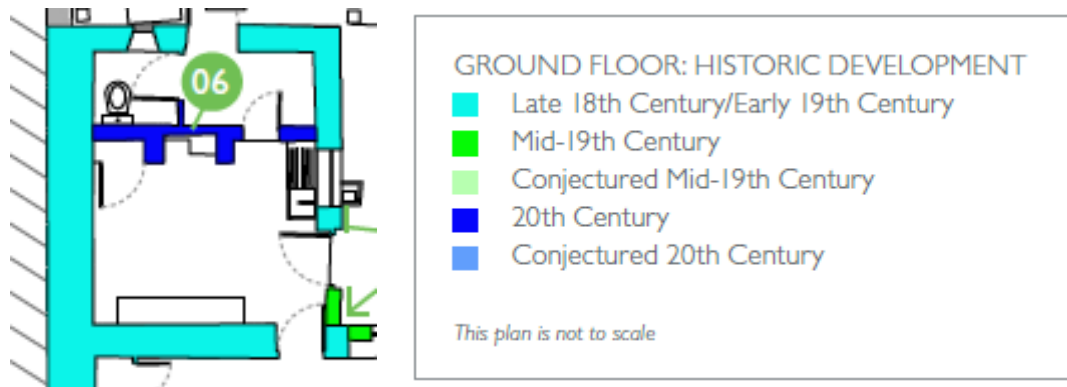 06
GROUND FLOOR: HISTORIC DEVELOPMENT
Late 18th Century/Early 19th Century
Mid-19th Century
Conjectured Mid-19th Century
20th Century
Conjectured 20th Century
This plan is not to scale